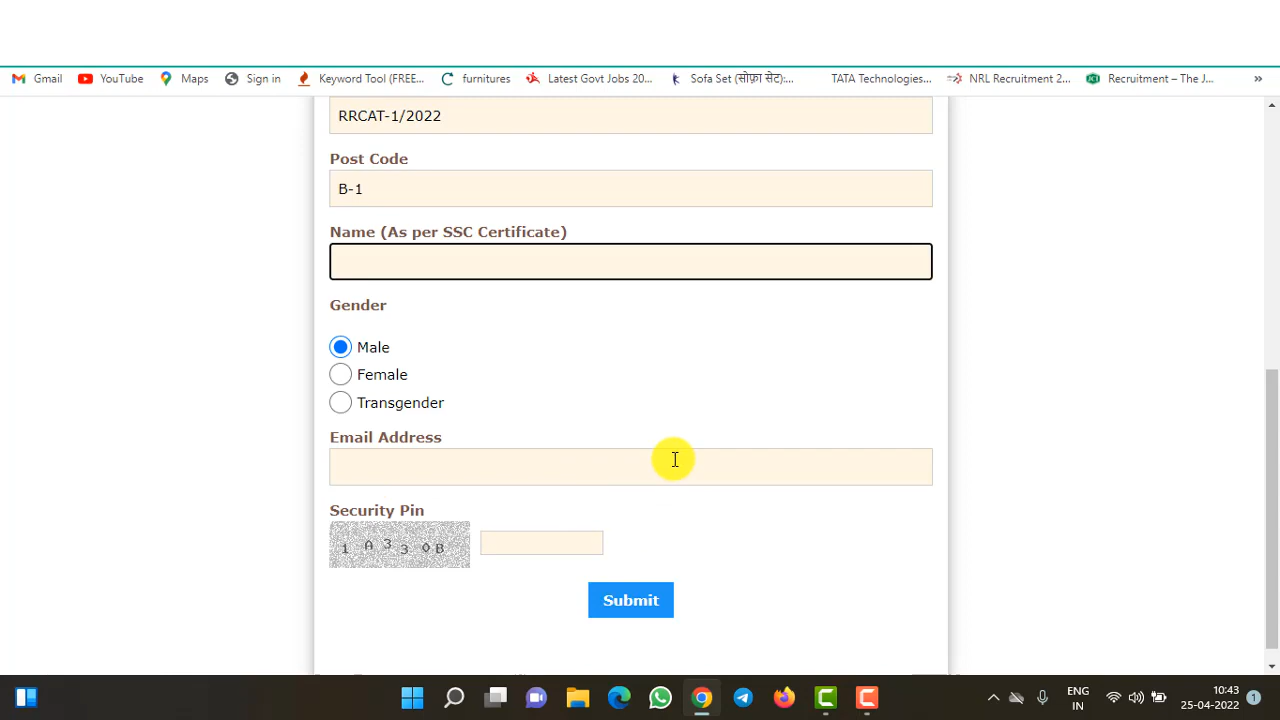 Gmail YouTube Maps Sign in Keyword Tool (FREE... furnitures Latest Govt Jobs 20... Sofa Set (सोफ़ा सेट):... TATA Technologies... NRL Recruitment 2... Recruitment – The J... »
RRCAT-1/2022
Post Code
B-1
Name (As per SSC Certificate)
Gender
Male
Female
Transgender
Email Address
Security Pin
1 A 3 3 0 B
Submit
ENG 10:43
IN 25-04-2022 1